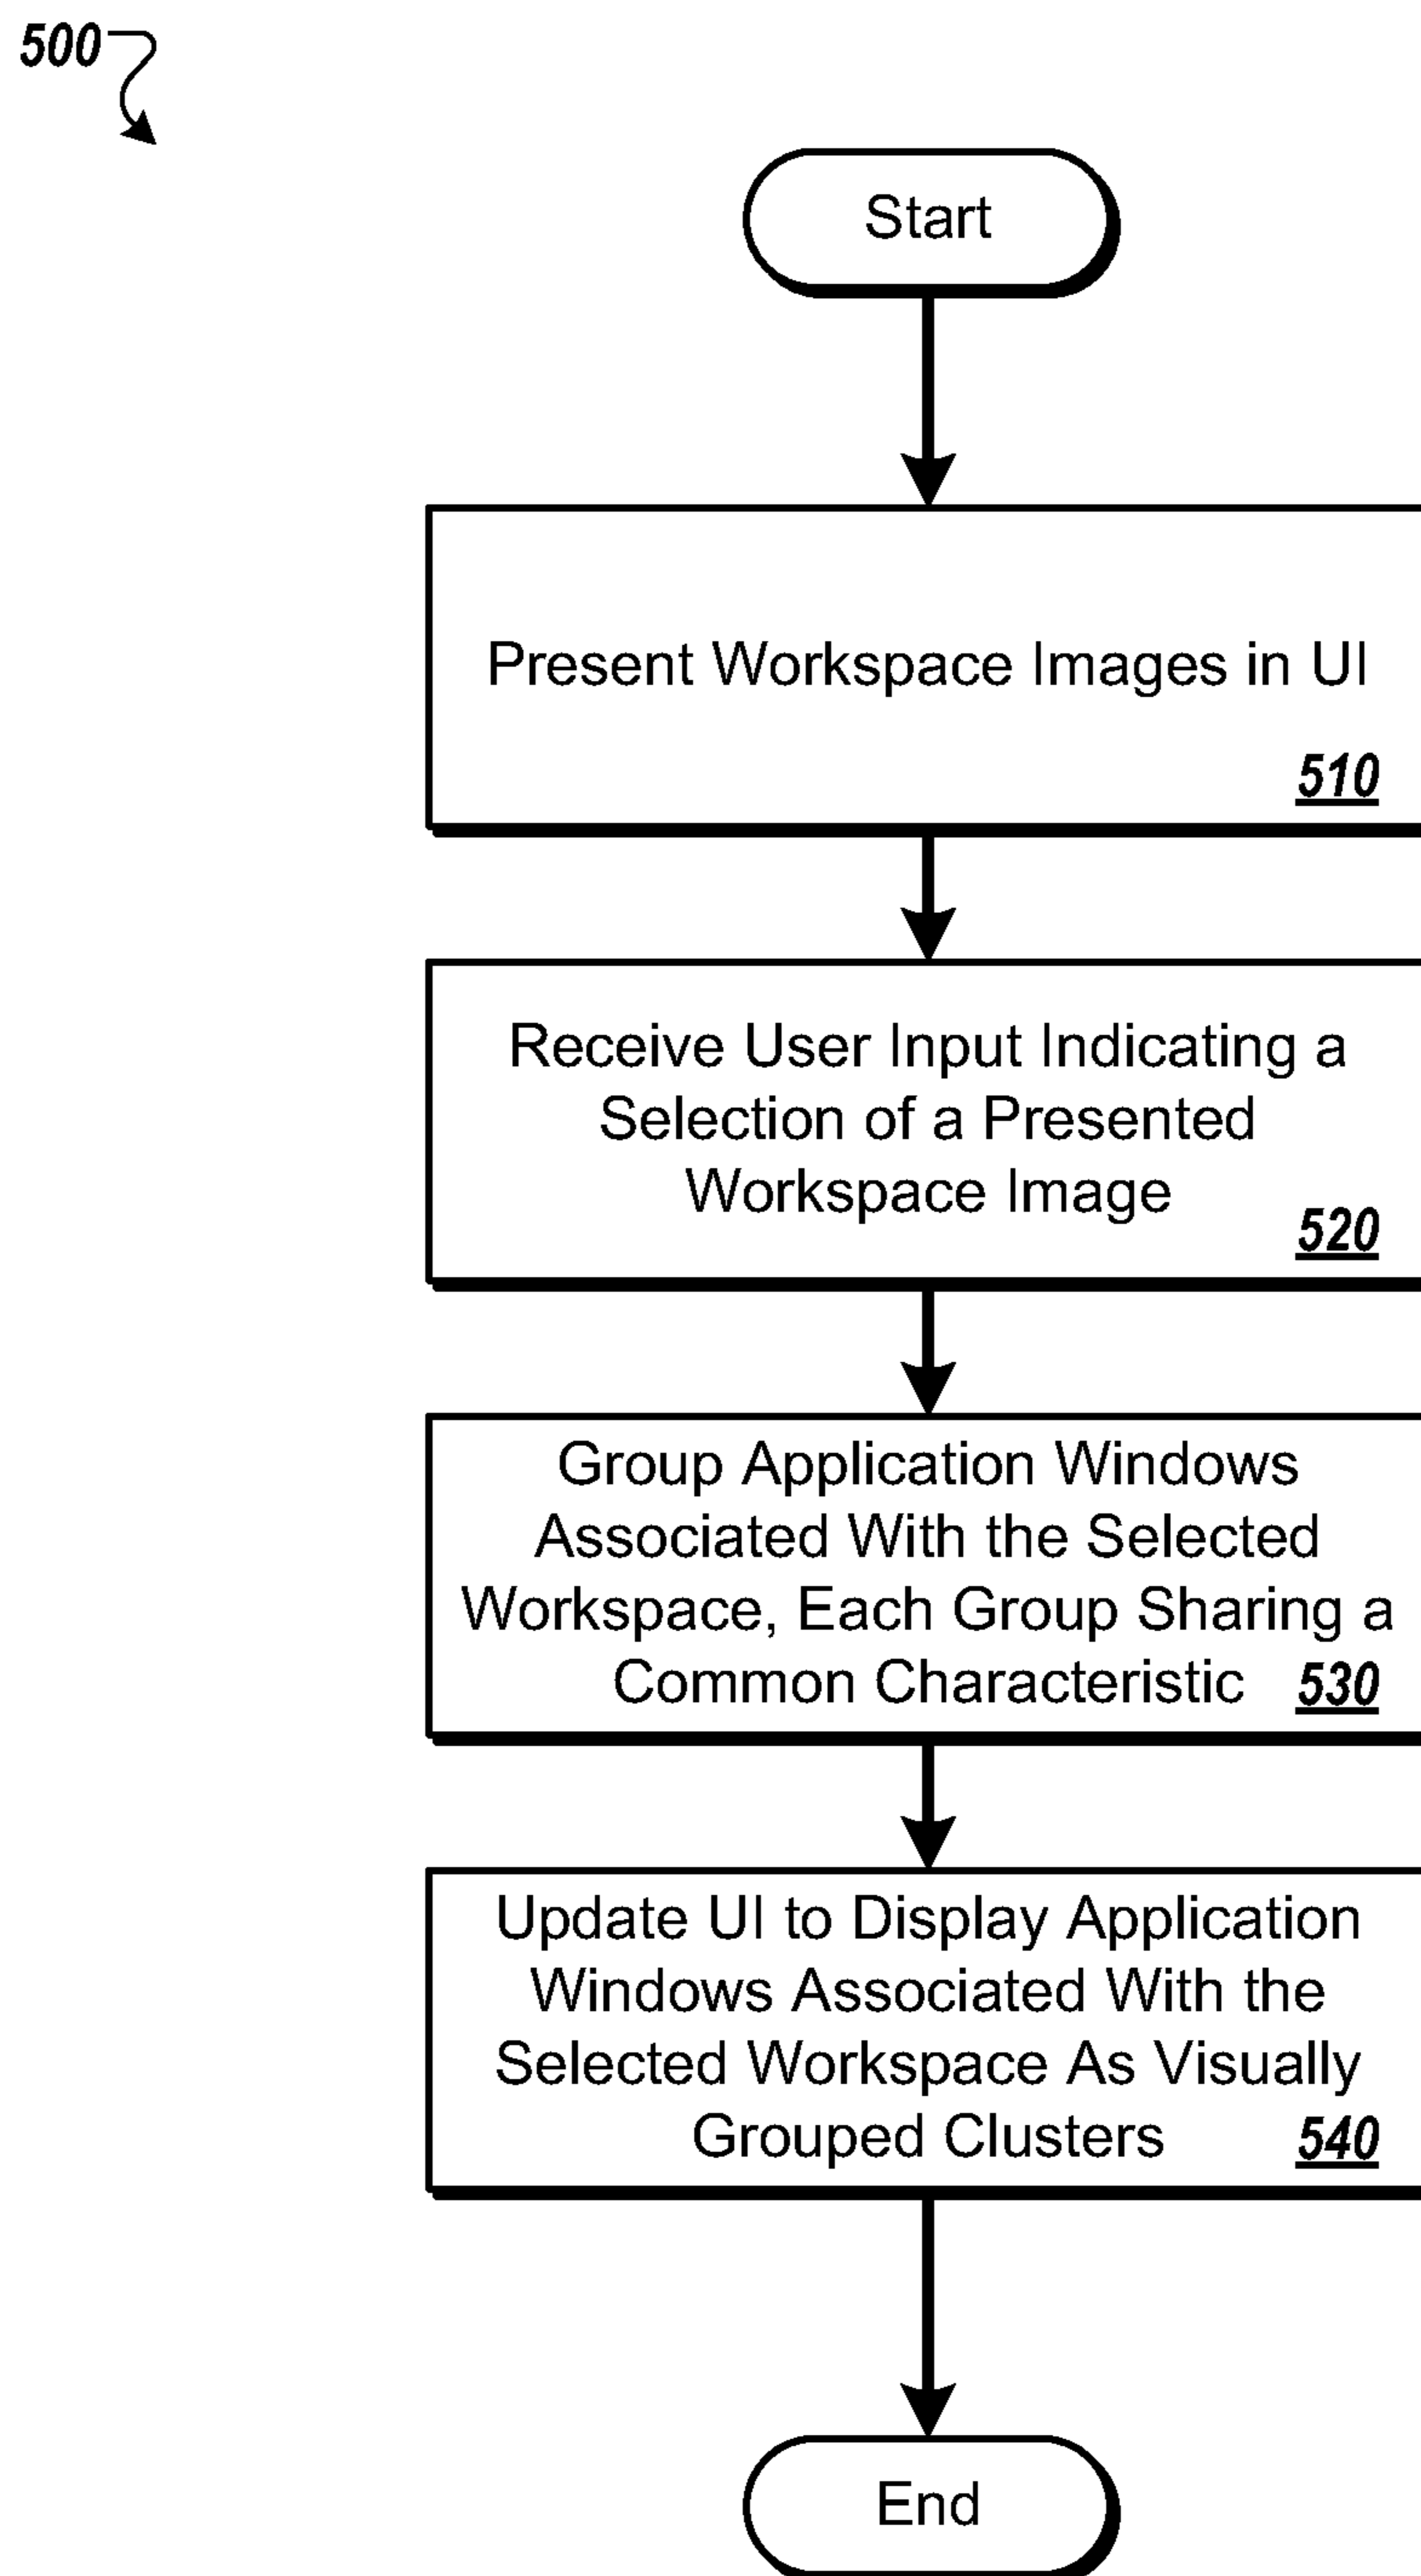 500
Start
Present Workspace Images in UI
510
Receive User Input Indicating a
Selection of a Presented
Workspace Image
520
Group Application Windows
Associated With the Selected
Workspace, Each Group Sharing a
Common Characteristic 530
Update UI to Display Application
Windows Associated With the
Selected Workspace As Visually
Grouped Clusters 540
End